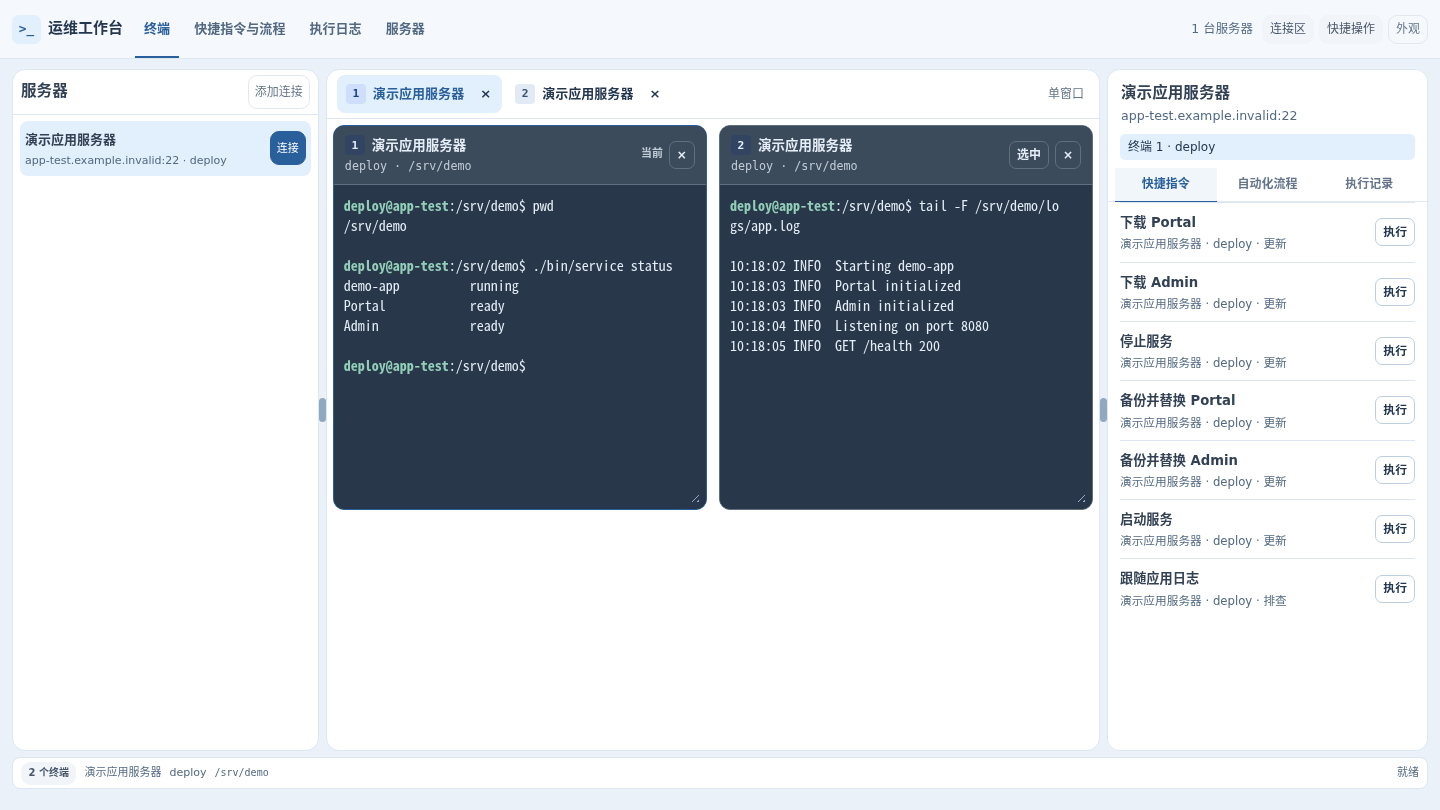 >_ 运维工作台 终端 快捷指令与流程 执行日志 服务器 1 台服务器 连接区 快捷操作 外观
服务器 添加连接
演示应用服务器
app-test.example.invalid:22 · deploy
连接
1 演示应用服务器 × 2 演示应用服务器 × 单窗口
1 演示应用服务器 当前 ×
deploy · /srv/demo
deploy@app-test:/srv/demo$ pwd
/srv/demo
deploy@app-test:/srv/demo$ ./bin/service status
demo-app running
Portal ready
Admin ready
deploy@app-test:/srv/demo$
2 演示应用服务器 选中 ×
deploy · /srv/demo
deploy@app-test:/srv/demo$ tail -F /srv/demo/lo
gs/app.log
10:18:02 INFO Starting demo-app
10:18:03 INFO Portal initialized
10:18:03 INFO Admin initialized
10:18:04 INFO Listening on port 8080
10:18:05 INFO GET /health 200
演示应用服务器
app-test.example.invalid:22
终端 1 · deploy
快捷指令 自动化流程 执行记录
下载 Portal
演示应用服务器 · deploy · 更新
执行
下载 Admin
演示应用服务器 · deploy · 更新
执行
停止服务
演示应用服务器 · deploy · 更新
执行
备份并替换 Portal
演示应用服务器 · deploy · 更新
执行
备份并替换 Admin
演示应用服务器 · deploy · 更新
执行
启动服务
演示应用服务器 · deploy · 更新
执行
跟随应用日志
演示应用服务器 · deploy · 排查
执行
2 个终端 演示应用服务器 deploy /srv/demo 就绪